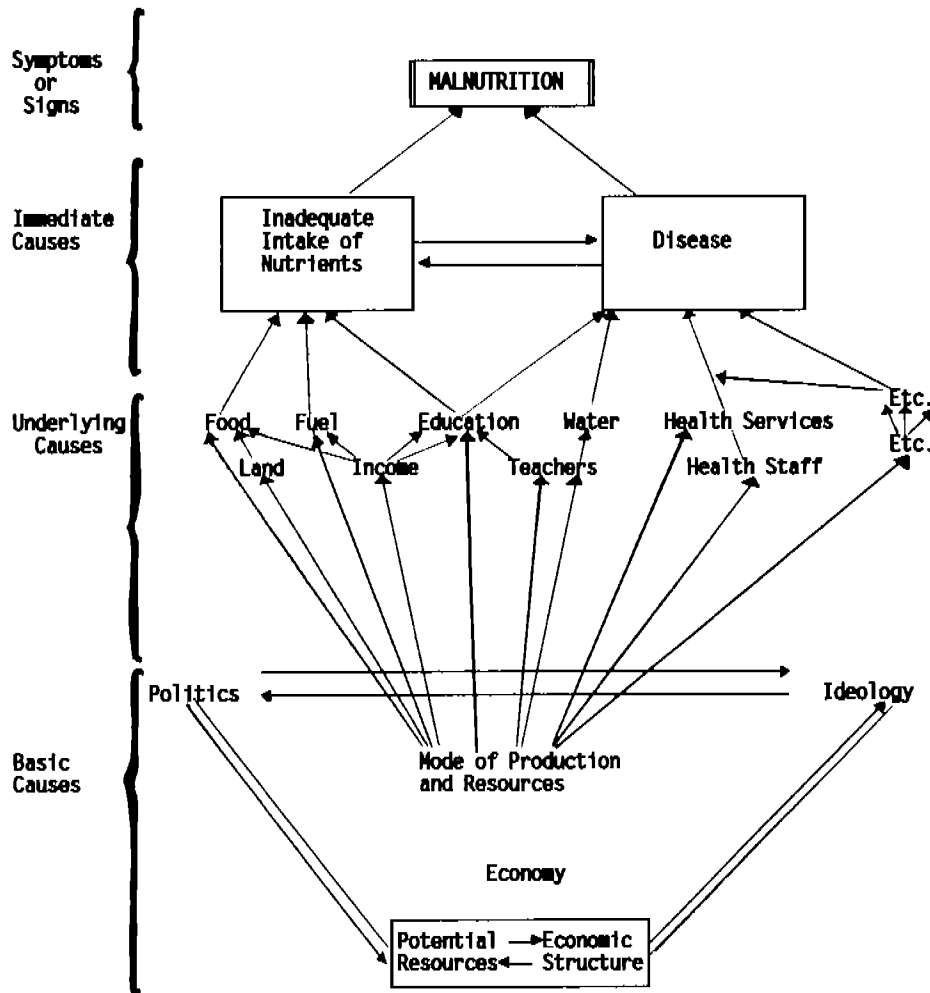 Symptoms
or
Signs
MALNUTRITION
Immediate
Causes
Inadequate
Intake of
Nutrients
Disease
Underlying
Causes
Food Fuel Education Water Health Services Etc.
Land Income Teachers Health Staff Etc.
Politics Ideology
Basic
Causes
Mode of Production
and Resources
Economy
Potential Economic
Resources Structure